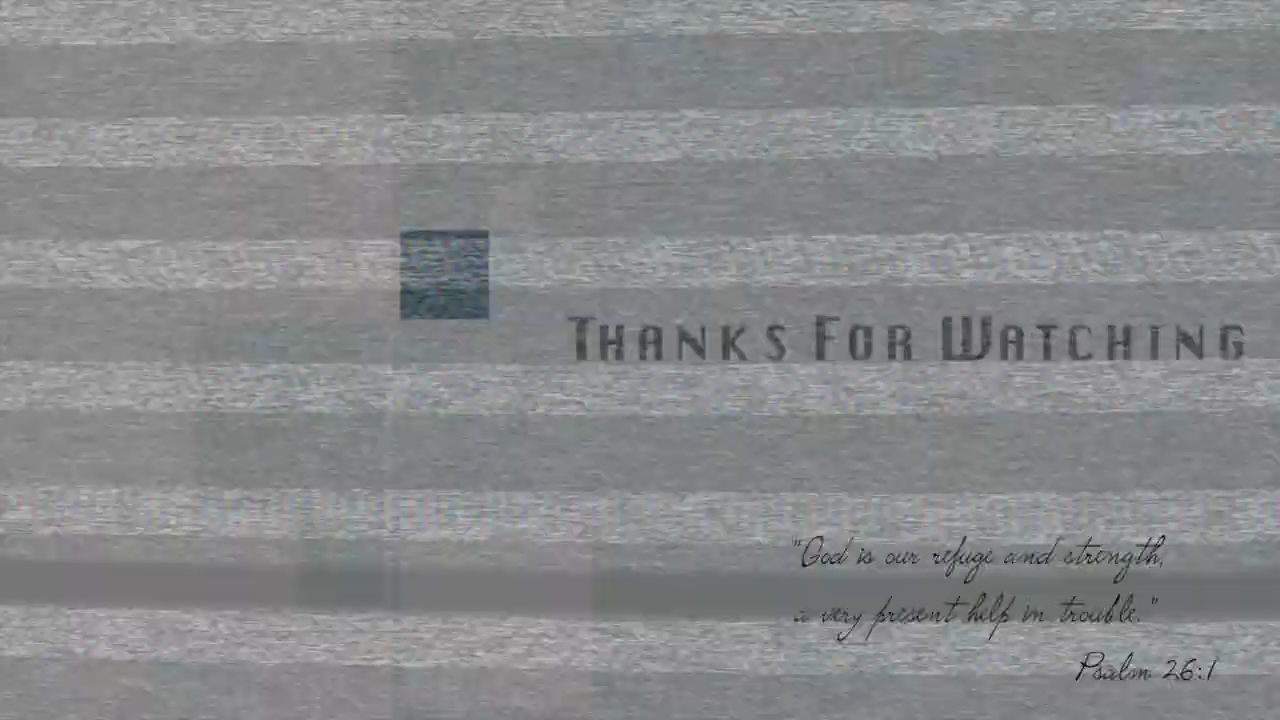 Thanks For Watching
"God is our refuge and strength,
a very present help in trouble."
Psalm 26:1